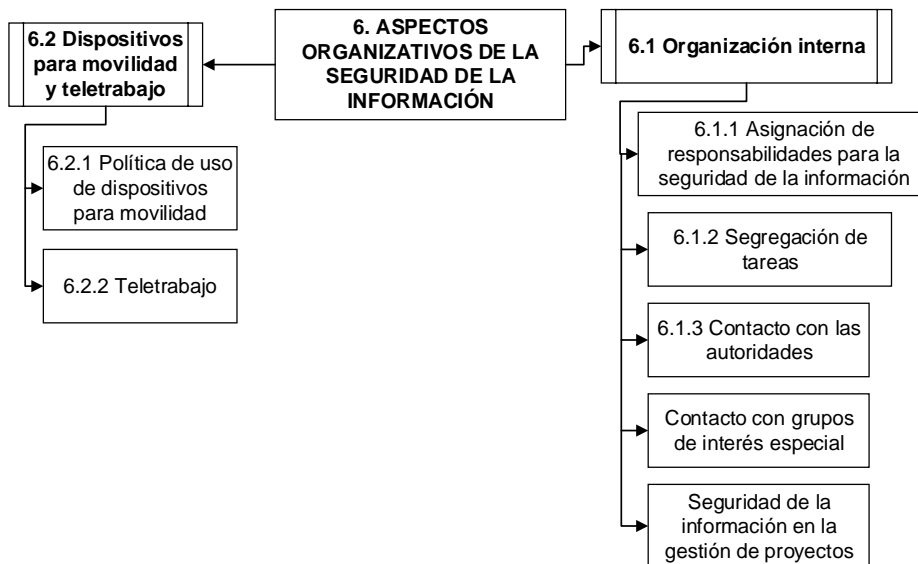 6. ASPECTOS
ORGANIZATIVOS DE LA
SEGURIDAD DE LA
INFORMACIÓN
6.2 Dispositivos
para movilidad
y teletrabajo
6.2.1 Política de uso
de dispositivos
para movilidad
6.2.2 Teletrabajo
6.1 Organización interna
6.1.1 Asignación de
responsabilidades para la
seguridad de la información
6.1.2 Segregación de
tareas
6.1.3 Contacto con las
autoridades
Contacto con grupos
de interés especial
Seguridad de la
información en la
gestión de proyectos